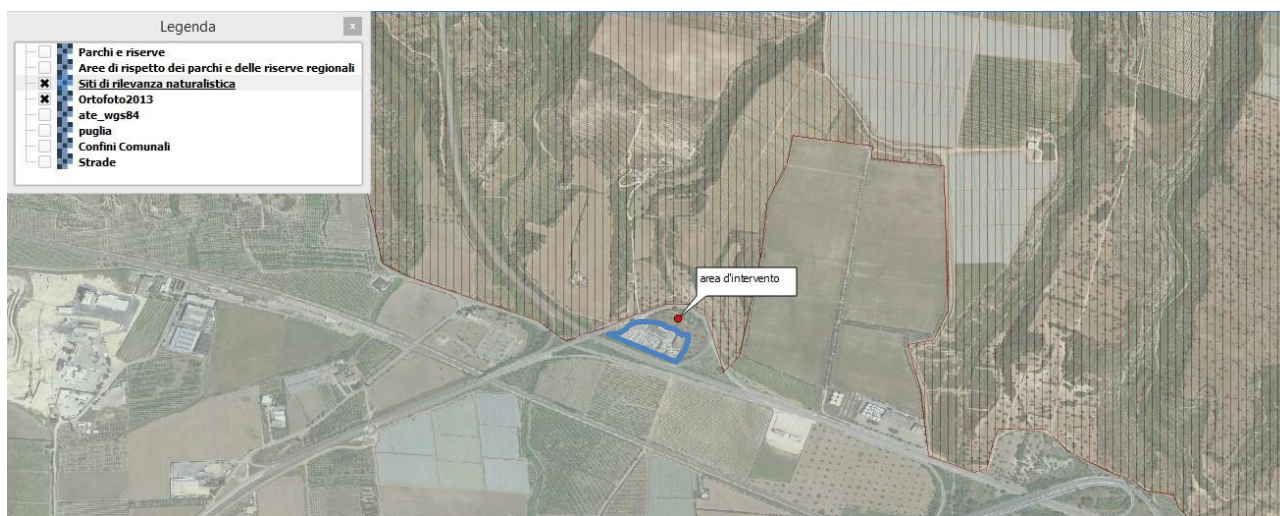 Legenda
x
Parchi e riserve
Aree di rispetto dei parchi e delle riserve regionali
Siti di rilevanza naturalistica
Ortofoto2013
ate_wgs84
puglia
Confini Comunali
Strade
area d'intervento